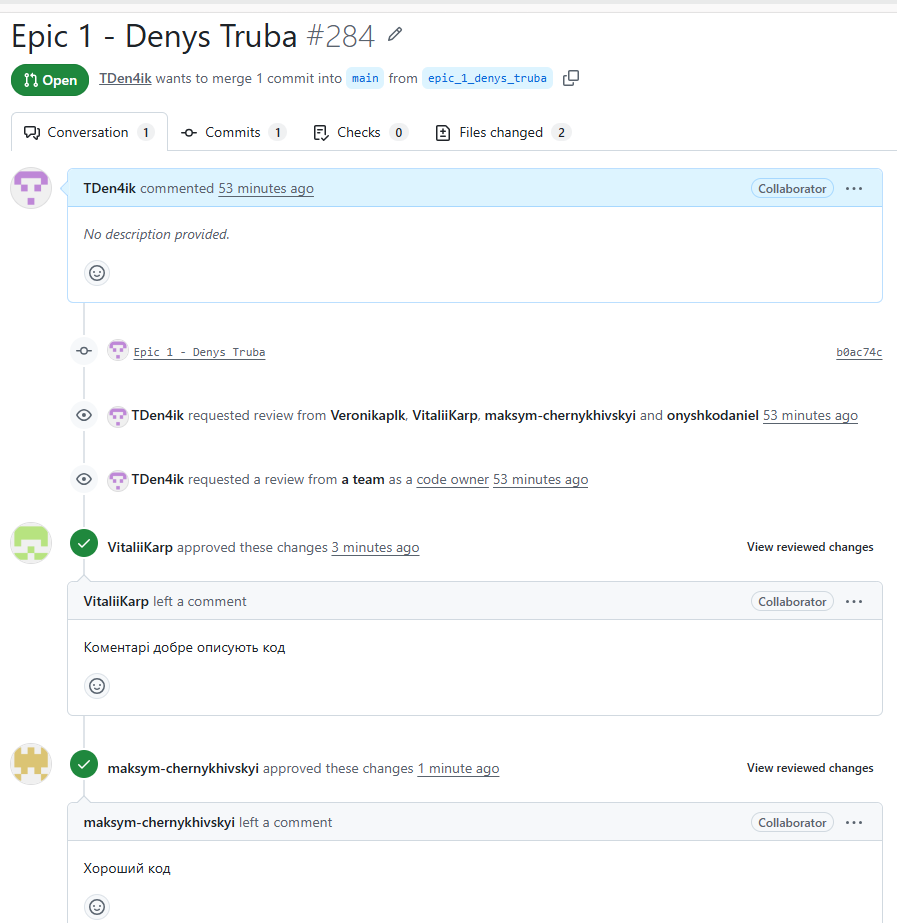 Epic 1 - Denys Truba #284
Open TDen4ik wants to merge 1 commit into main from epic_1_denys_truba
Conversation 1 Commits 1 Checks 0 Files changed 2
TDen4ik commented 53 minutes ago Collaborator ...
No description provided.
Epic 1 - Denys Truba b0ac74c
TDen4ik requested review from Veronikaplk, VitaliiKarp, maksym-chernykhivskyi and onyshkodaniel 53 minutes ago
TDen4ik requested a review from a team as a code owner 53 minutes ago
VitaliiKarp approved these changes 3 minutes ago View reviewed changes
VitaliiKarp left a comment Collaborator ...
Коментарі добре описують код
maksym-chernykhivskyi approved these changes 1 minute ago View reviewed changes
maksym-chernykhivskyi left a comment Collaborator ...
Хороший код